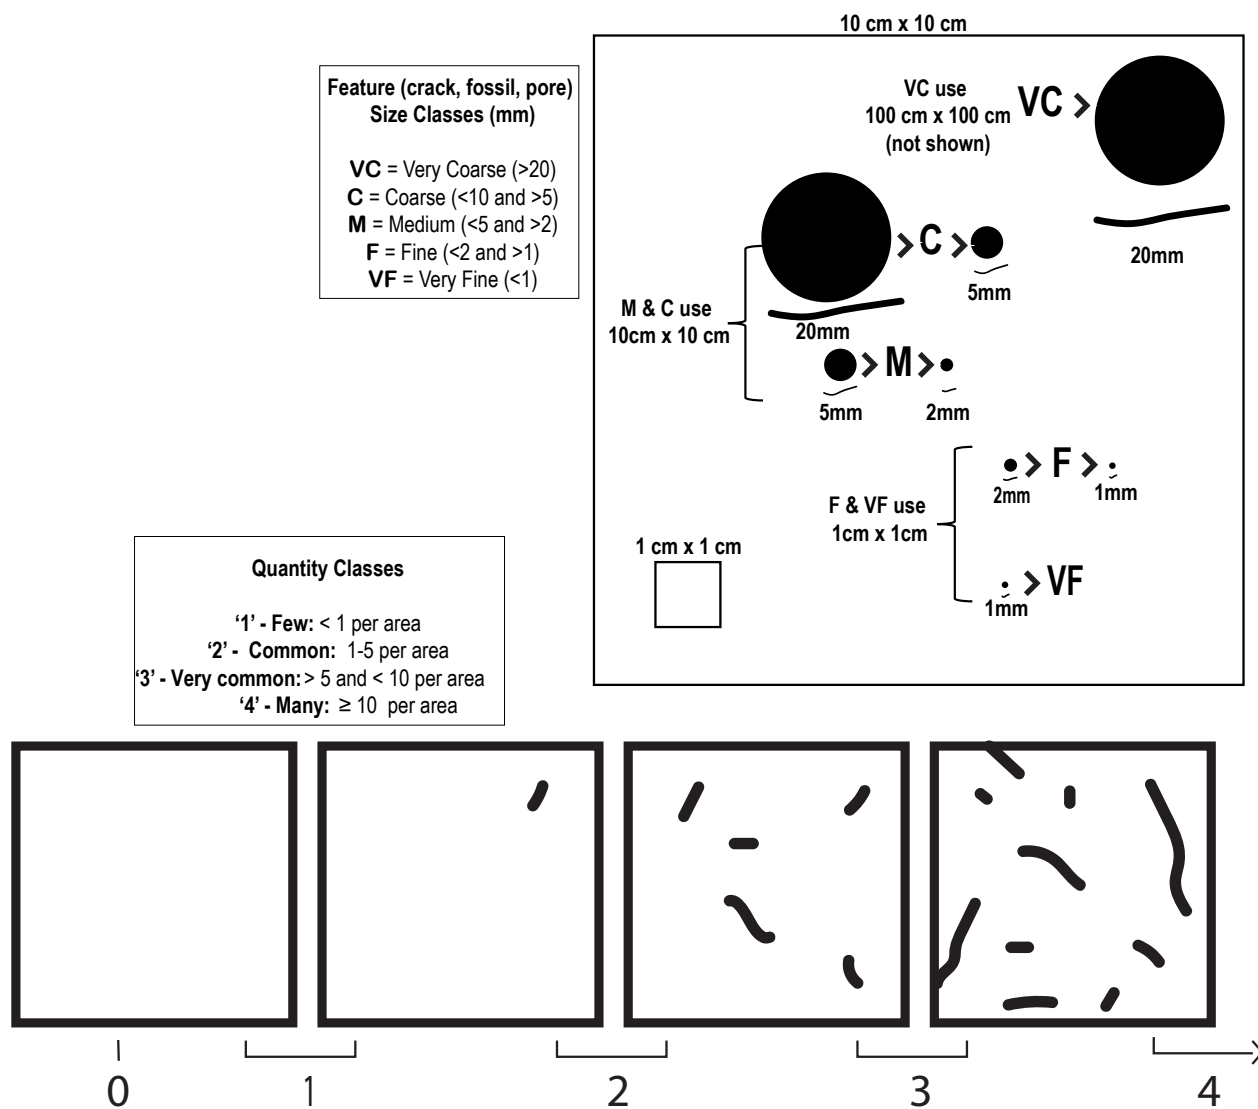 10 cm x 10 cm
Feature (crack, fossil, pore)
Size Classes (mm)
VC = Very Coarse (>20)
C = Coarse (<10 and >5)
M = Medium (<5 and >2)
F = Fine (<2 and >1)
VF = Very Fine (<1)
VC use
100 cm x 100 cm
(not shown)
VC >
20mm
> C >
5mm
M & C use
10cm x 10 cm
20mm
> M >
5mm
2mm
> F >
2mm
1mm
F & VF use
1cm x 1cm
> VF
1mm
1 cm x 1 cm
Quantity Classes
‘1’ - Few: < 1 per area
‘2’ - Common: 1-5 per area
‘3’ - Very common: > 5 and < 10 per area
‘4’ - Many: ≥ 10 per area
0 1 2 3 4